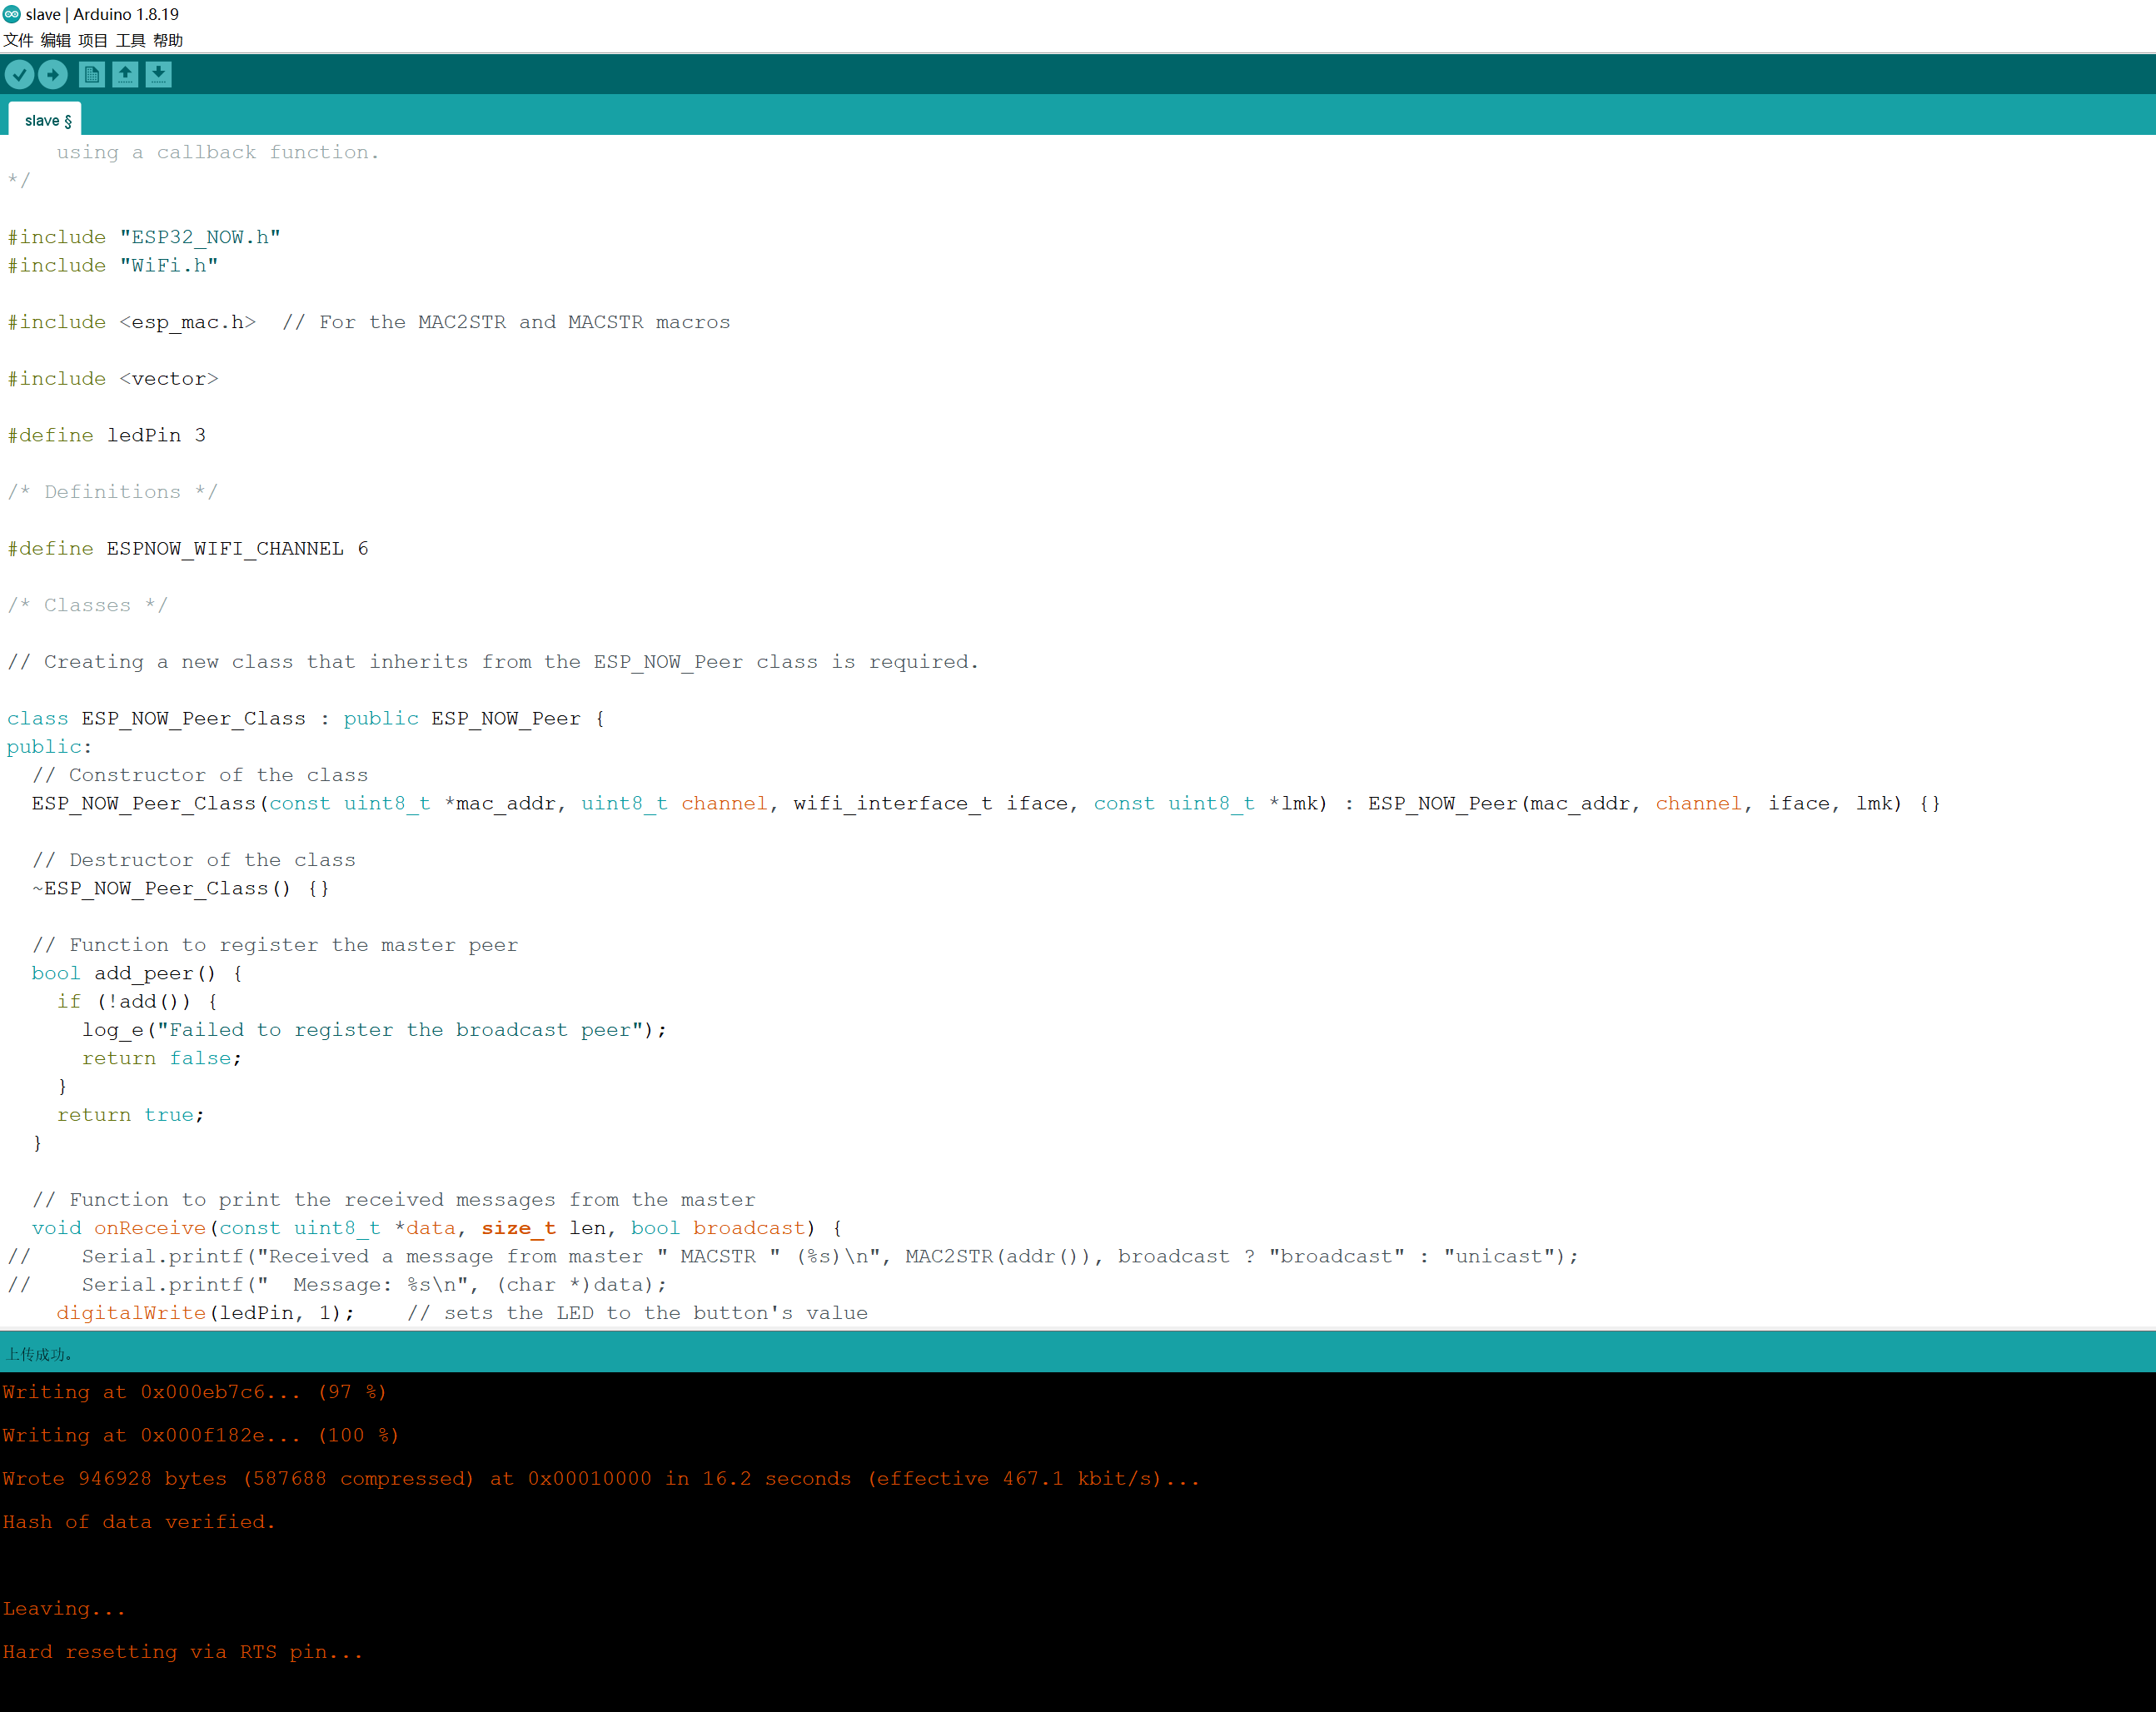 slave | Arduino 1.8.19
文件 编辑 项目 工具 帮助
slave §
    using a callback function.
*/
#include "ESP32_NOW.h"
#include "WiFi.h"
#include <esp_mac.h>  // For the MAC2STR and MACSTR macros
#include <vector>
#define ledPin 3
/* Definitions */
#define ESPNOW_WIFI_CHANNEL 6
/* Classes */
// Creating a new class that inherits from the ESP_NOW_Peer class is required.
class ESP_NOW_Peer_Class : public ESP_NOW_Peer {
public:
  // Constructor of the class
  ESP_NOW_Peer_Class(const uint8_t *mac_addr, uint8_t channel, wifi_interface_t iface, const uint8_t *lmk) : ESP_NOW_Peer(mac_addr, channel, iface, lmk) {}
  // Destructor of the class
  ~ESP_NOW_Peer_Class() {}
  // Function to register the master peer
  bool add_peer() {
    if (!add()) {
      log_e("Failed to register the broadcast peer");
      return false;
    }
    return true;
  }
  // Function to print the received messages from the master
  void onReceive(const uint8_t *data, size_t len, bool broadcast) {
//    Serial.printf("Received a message from master " MACSTR " (%s)\n", MAC2STR(addr()), broadcast ? "broadcast" : "unicast");
//    Serial.printf("  Message: %s\n", (char *)data);
    digitalWrite(ledPin, 1);    // sets the LED to the button's value
上传成功。
Writing at 0x000eb7c6... (97 %)
Writing at 0x000f182e... (100 %)
Wrote 946928 bytes (587688 compressed) at 0x00010000 in 16.2 seconds (effective 467.1 kbit/s)...
Hash of data verified.
Leaving...
Hard resetting via RTS pin...